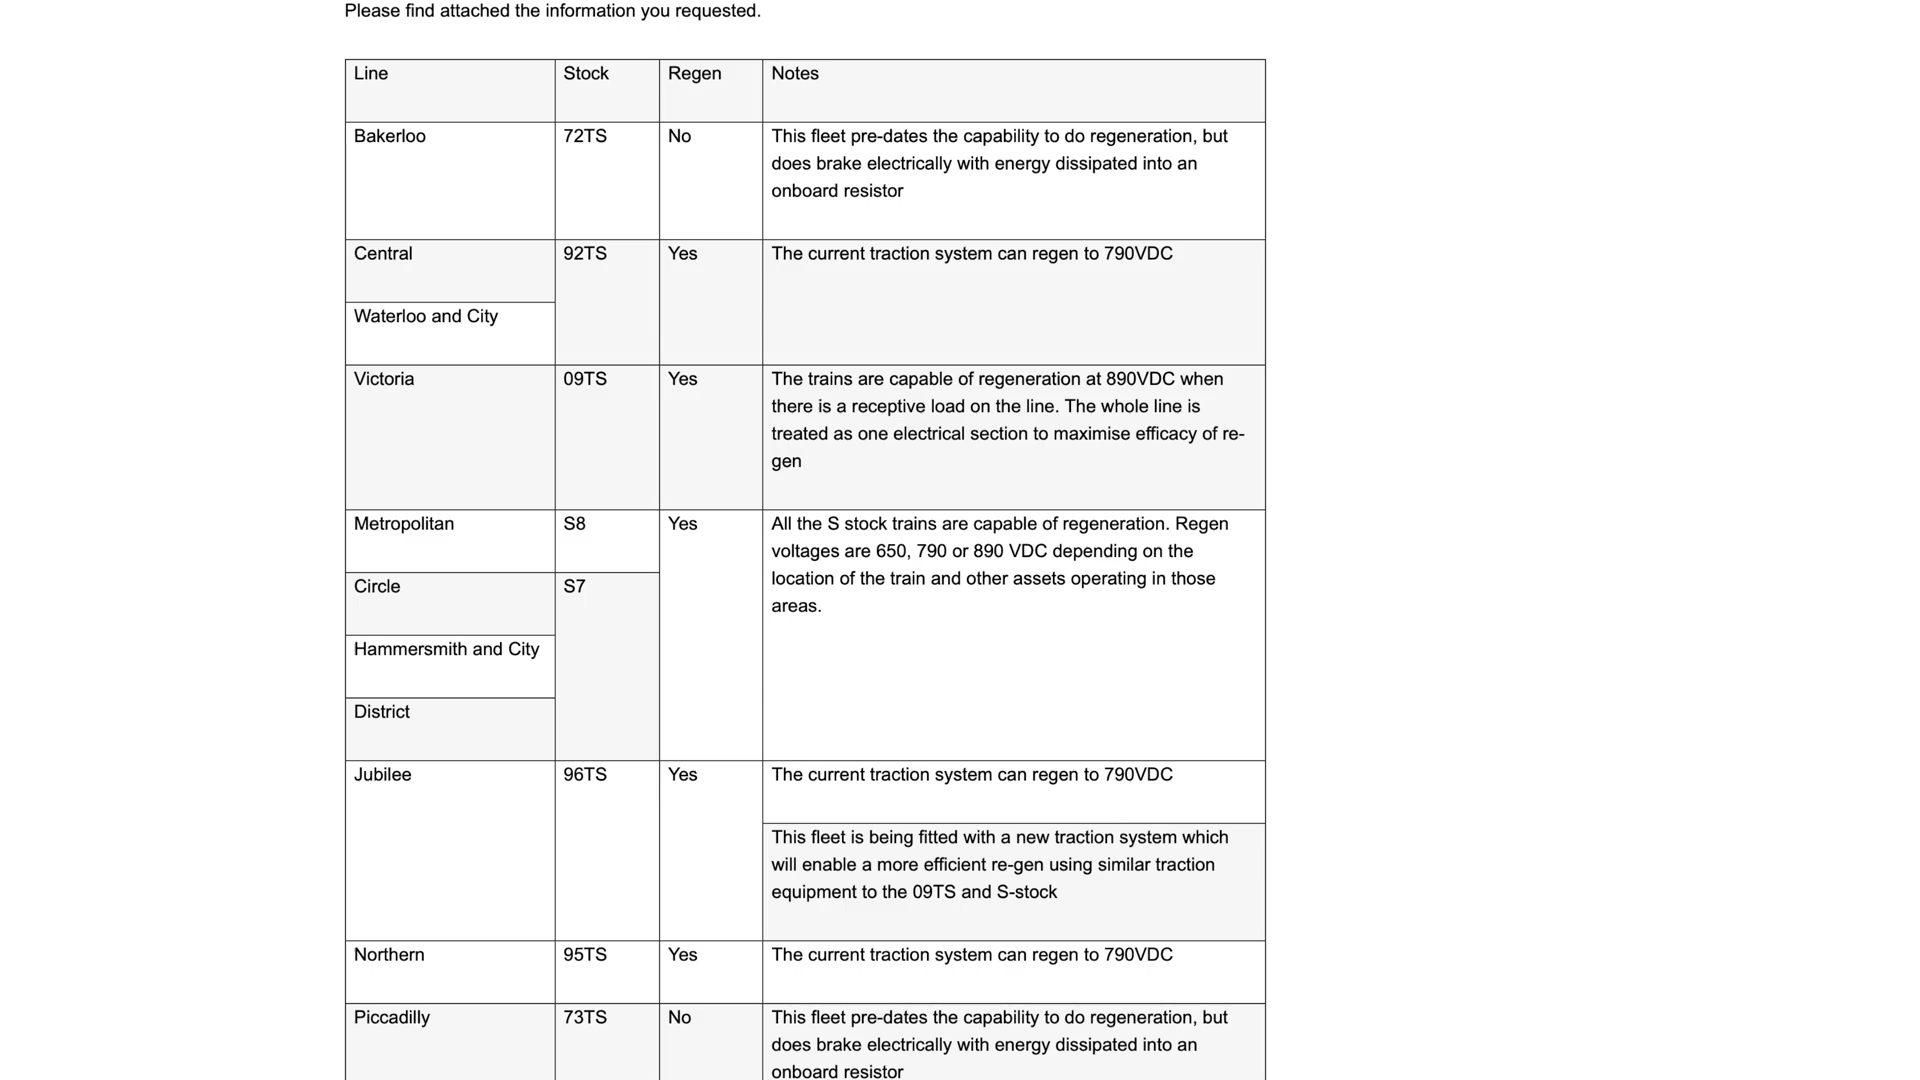 Please find attached the information you requested.
Line Stock Regen Notes
Bakerloo 72TS No This fleet pre-dates the capability to do regeneration, but
does brake electrically with energy dissipated into an
onboard resistor
Central 92TS Yes The current traction system can regen to 790VDC
Waterloo and City
Victoria 09TS Yes The trains are capable of regeneration at 890VDC when
there is a receptive load on the line. The whole line is
treated as one electrical section to maximise efficacy of re-
gen
Metropolitan S8 Yes All the S stock trains are capable of regeneration. Regen
voltages are 650, 790 or 890 VDC depending on the
Circle S7 location of the train and other assets operating in those
areas.
Hammersmith and City
District
Jubilee 96TS Yes The current traction system can regen to 790VDC
This fleet is being fitted with a new traction system which
will enable a more efficient re-gen using similar traction
equipment to the 09TS and S-stock
Northern 95TS Yes The current traction system can regen to 790VDC
Piccadilly 73TS No This fleet pre-dates the capability to do regeneration, but
does brake electrically with energy dissipated into an
onboard resistor